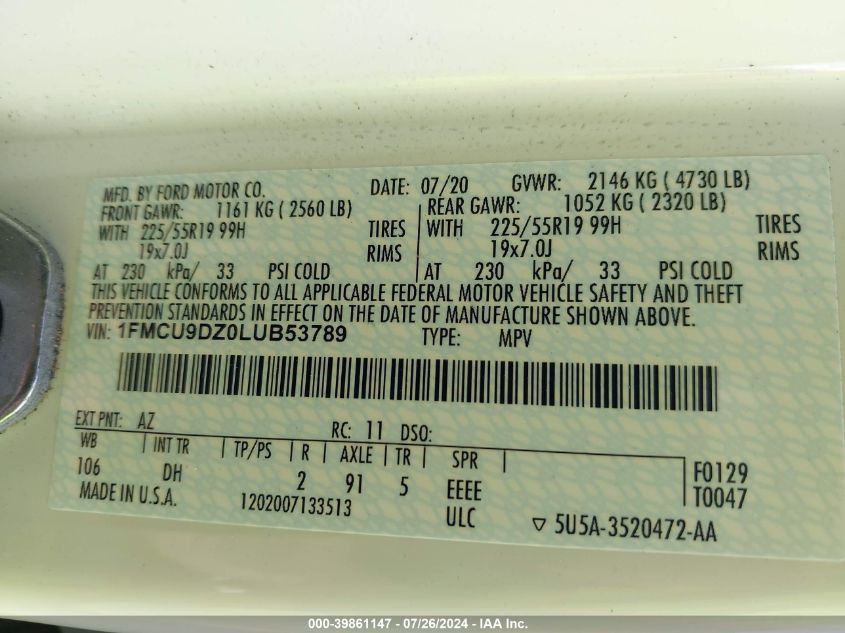 MFD. BY FORD MOTOR CO. DATE: 07/20 GVWR: 2146 KG ( 4730 LB)
FRONT GAWR: 1161 KG ( 2560 LB) REAR GAWR: 1052 KG ( 2320 LB)
WITH 225/55R19 99H TIRES WITH 225/55R19 99H TIRES
19x7.0J RIMS 19x7.0J RIMS
AT 230 kPa/ 33 PSI COLD AT 230 kPa/ 33 PSI COLD
THIS VEHICLE CONFORMS TO ALL APPLICABLE FEDERAL MOTOR VEHICLE SAFETY AND THEFT
PREVENTION STANDARDS IN EFFECT ON THE DATE OF MANUFACTURE SHOWN ABOVE.
VIN: 1FMCU9DZ0LUB53789 TYPE: MPV
EXT PNT: AZ RC: 11 DSO:
WB INT TR TP/PS R AXLE TR SPR
106 DH 2 91 5 EEEE F0129
MADE IN U.S.A. 1202007133513 ULC T0047
▽ 5U5A-3520472-AA
000-39861147 - 07/26/2024 - IAA Inc.